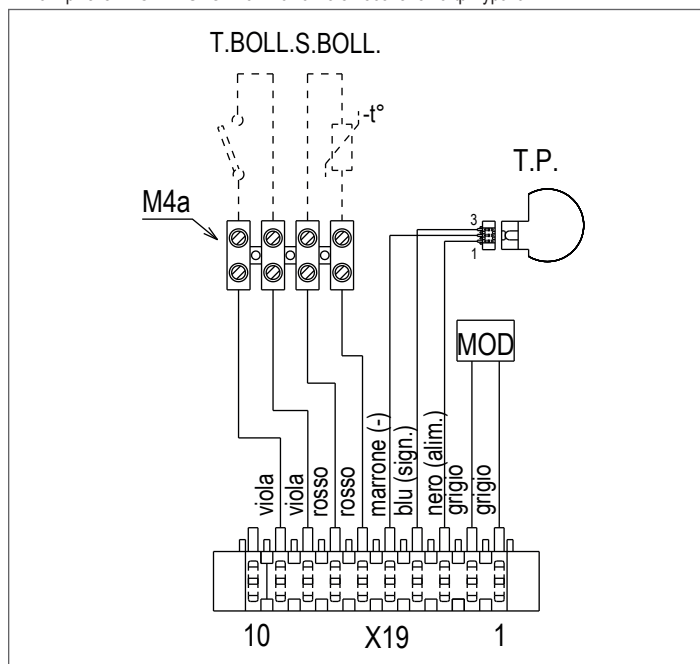 T.BOLL. S.BOLL.
-t°
T.P.
M4a
3
1
MOD
viola
viola
rosso
rosso
marrone (-)
blu (sign.)
nero (alim.)
grigio
grigio
10
X19
1